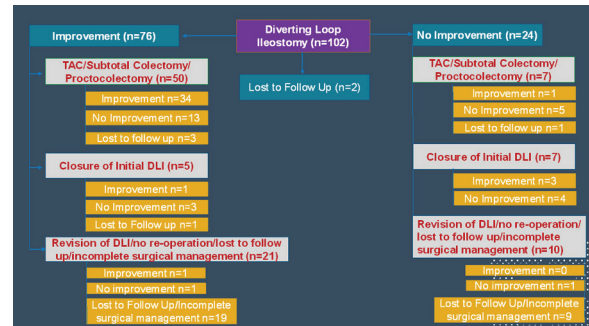 Improvement (n=76)
Diverting Loop
Ileostomy (n=102)
No Improvement (n=24)
Lost to Follow Up (n=2)
TAC/Subtotal Colectomy/
Proctocolectomy (n=50)
Improvement n=34
No Improvement n=13
Lost to follow up n=3
Closure of Initial DLI (n=5)
Improvement n=1
No Improvement n=3
Lost to Follow up n=1
Revision of DLI/no re-operation/lost to follow
up/incomplete surgical management (n=21)
Improvement n=1
No improvement n=1
Lost to Follow Up/Incomplete
surgical management n=19
TAC/Subtotal Colectomy/
Proctocolectomy (n=7)
Improvement n=1
No Improvement n=5
Lost to follow up n=1
Closure of Initial DLI (n=7)
Improvement n=3
No Improvement n=4
Revision of DLI/no re-operation/
lost to follow up/incomplete
surgical management (n=10)
Improvement n=0
No improvement n=1
Lost to Follow Up/Incomplete
surgical management n=9